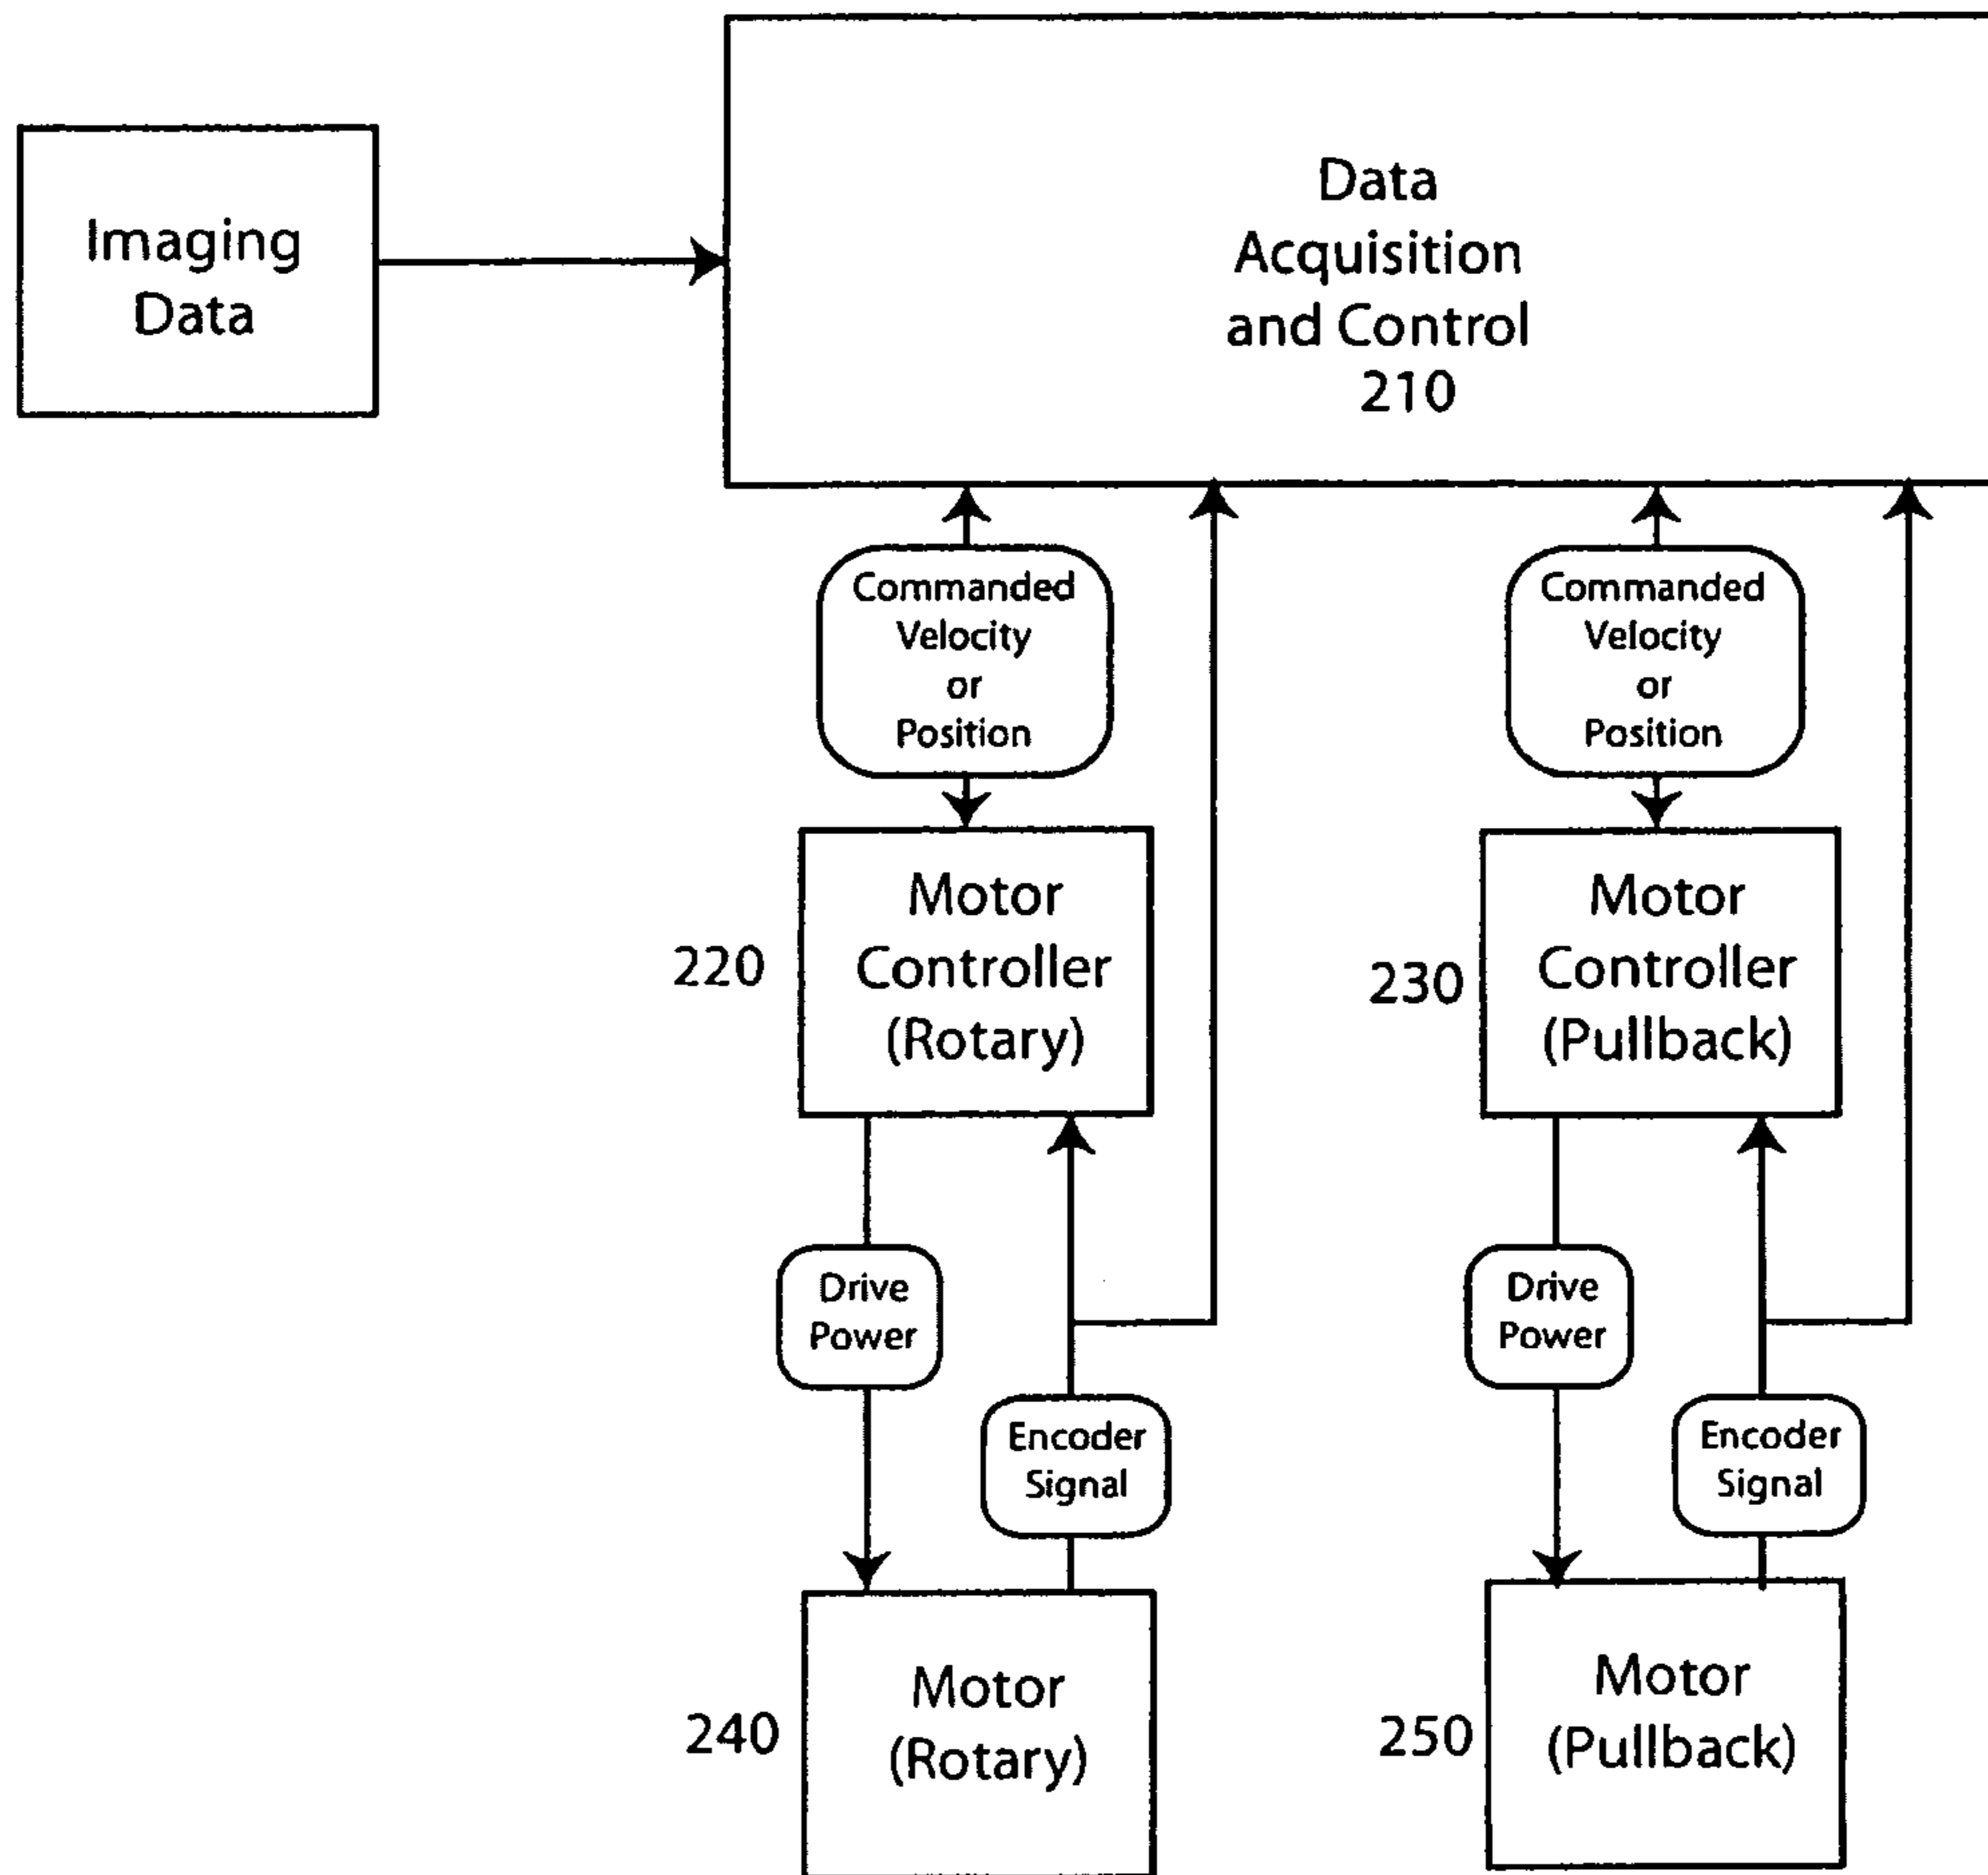 Imaging
Data
Data
Acquisition
and Control
210
Commanded
Velocity
or
Position
Commanded
Velocity
or
Position
220
Motor
Controller
(Rotary)
230
Motor
Controller
(Pullback)
Drive
Power
Encoder
Signal
Drive
Power
Encoder
Signal
240
Motor
(Rotary)
250
Motor
(Pullback)